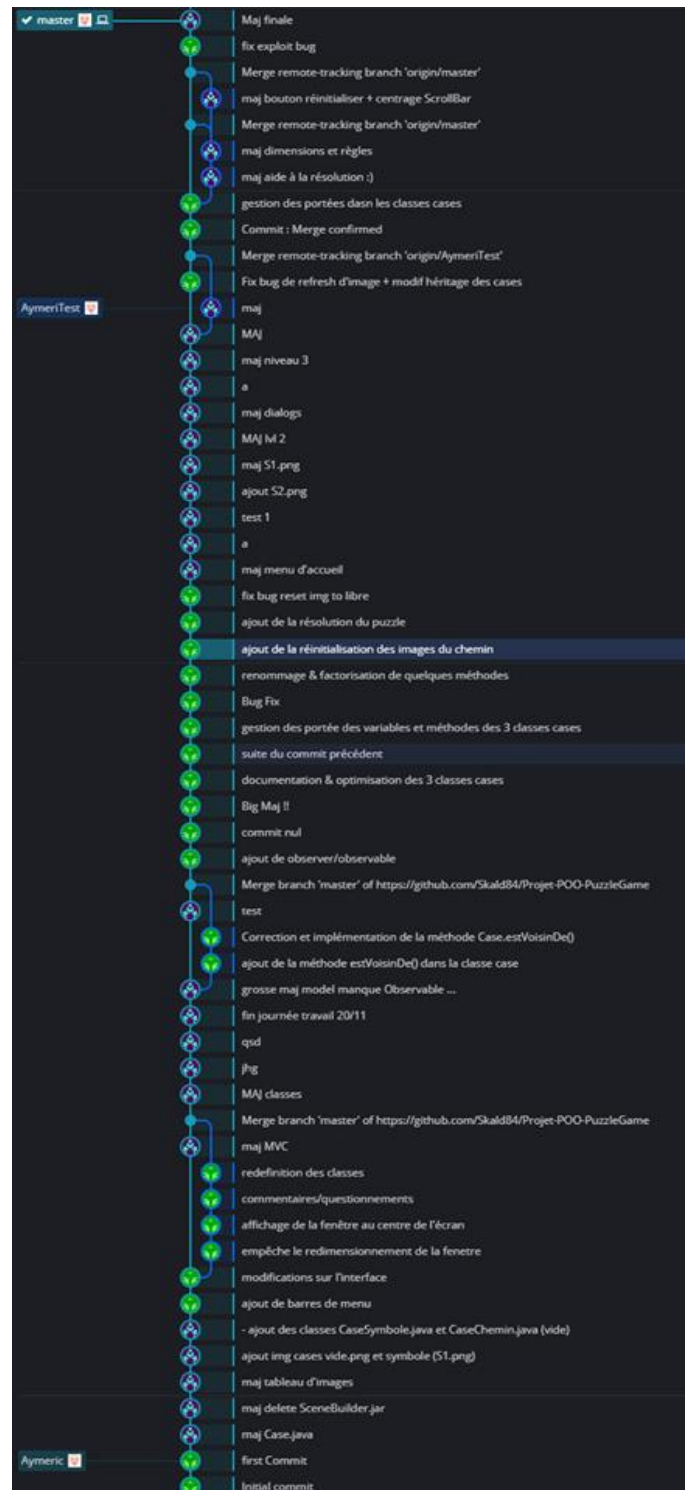 master
Maj finale
fix exploit bug
Merge remote-tracking branch 'origin/master'
maj bouton réinitialiser + centrage ScrollBar
Merge remote-tracking branch 'origin/master'
maj dimensions et règles
maj aide à la résolution :)
gestion des portées dasn les classes cases
Commit : Merge confirmed
Merge remote-tracking branch 'origin/AymeriTest'
Fix bug de refresh d'image + modif héritage des cases
AymeriTest
maj
MAJ
maj niveau 3
a
maj dialogs
MAJ lvl 2
maj S1.png
ajout S2.png
test 1
a
maj menu d'accueil
fix bug reset img to libre
ajout de la résolution du puzzle
ajout de la réinitialisation des images du chemin
renommage & factorisation de quelques méthodes
Bug Fix
gestion des portée des variables et méthodes des 3 classes cases
suite du commit précédent
documentation & optimisation des 3 classes cases
Big Maj !!
commit nul
ajout de observer/observable
Merge branch 'master' of https://github.com/Skald84/Projet-POO-PuzzleGame
test
Correction et implémentation de la méthode Case.estVoisinDe()
ajout de la méthode estVoisinDe() dans la classe case
grosse maj model manque Observable ...
fin journée travail 20/11
qsd
jhg
MAJ classes
Merge branch 'master' of https://github.com/Skald84/Projet-POO-PuzzleGame
maj MVC
redefinition des classes
commentaires/questionnements
affichage de la fenêtre au centre de l'écran
empêche le redimensionnement de la fenetre
modifications sur l'interface
ajout de barres de menu
- ajout des classes CaseSymbole.java et CaseChemin.java (vide)
ajout img cases vide.png et symbole (S1.png)
maj tableau d'images
maj delete SceneBuilder.jar
maj Case.java
Aymeric
first Commit
Initial commit